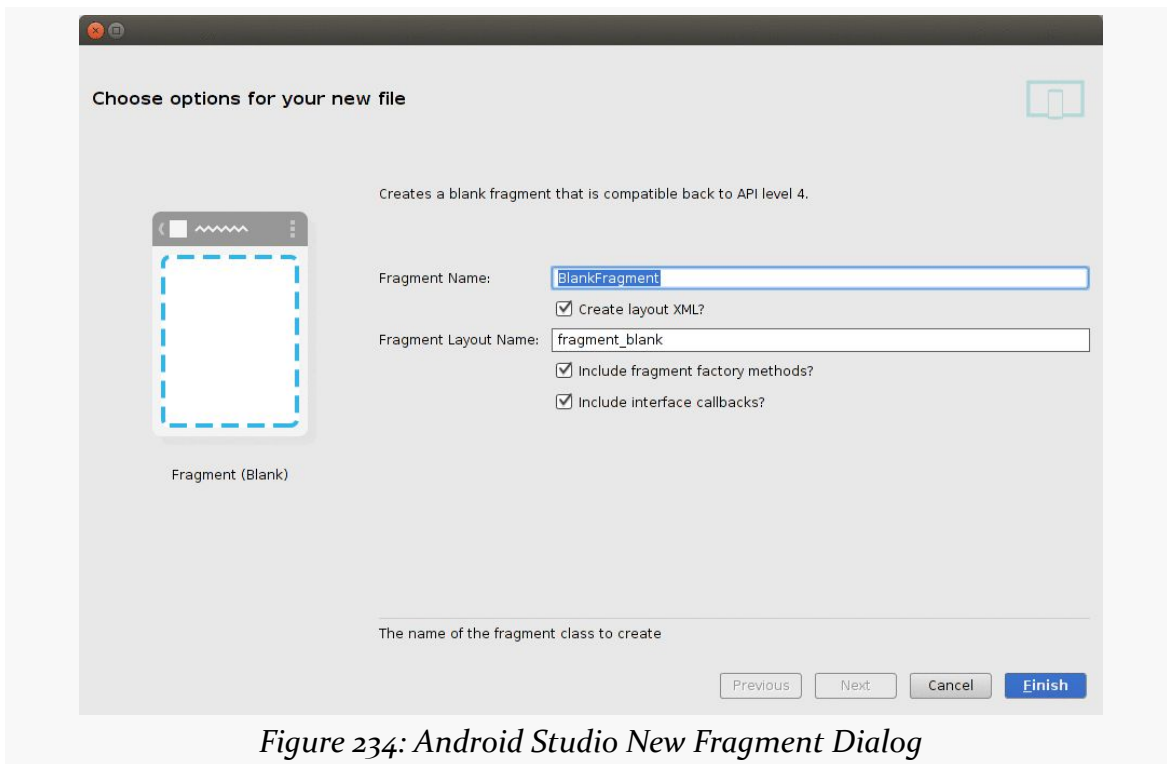 Choose options for your new file
Creates a blank fragment that is compatible back to API level 4.
Fragment Name: BlankFragment
Create layout XML?
Fragment Layout Name: fragment_blank
Include fragment factory methods?
Include interface callbacks?
Fragment (Blank)
The name of the fragment class to create
Previous Next Cancel Finish
Figure 234: Android Studio New Fragment Dialog